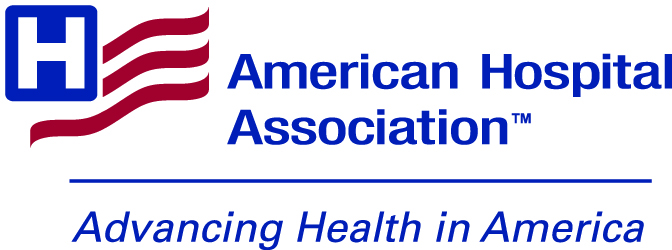 H
American Hospital
Association™
Advancing Health in America